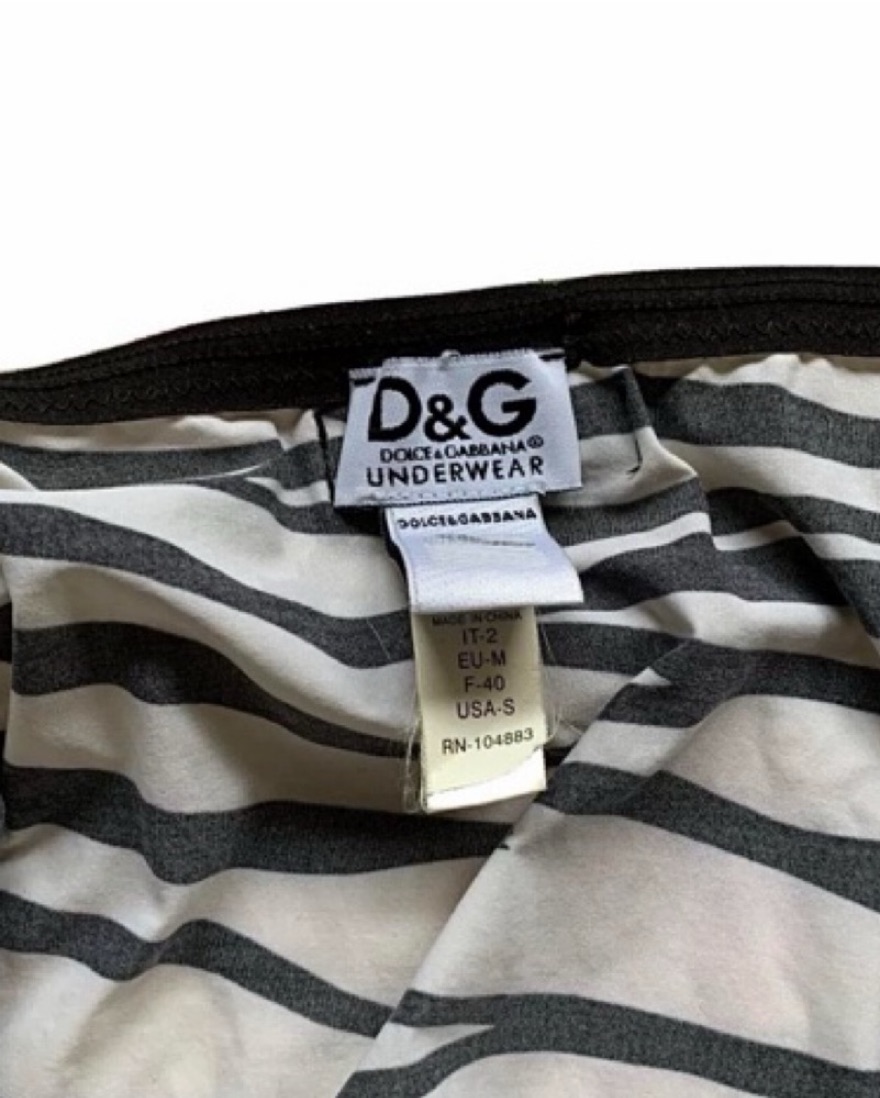 D&G
DOLCE & GABBANA®
UNDERWEAR
DOLCE&GABBANA
MADE IN CHINA
IT-2
EU-M
F-40
USA-S
RN-104883